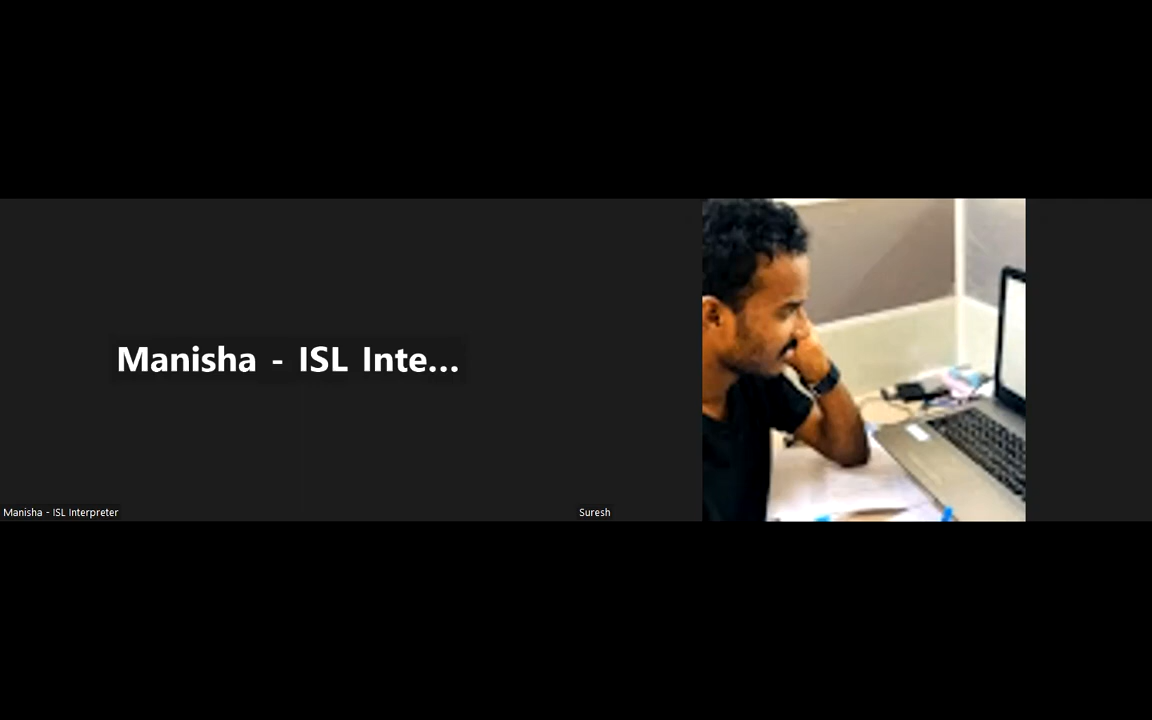 Manisha - ISL Inte...
Manisha - ISL Interpreter
Suresh